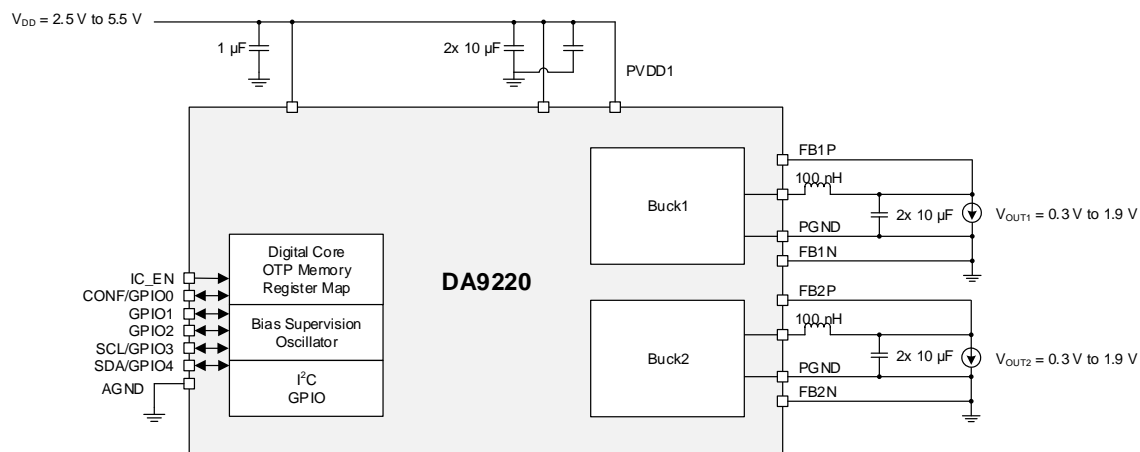 V_DD = 2.5 V to 5.5 V
1 µF
2x 10 µF
PVDD1
FB1P
100 nH
Buck1
2x 10 µF
V_OUT1 = 0.3 V to 1.9 V
PGND
FB1N
Digital Core
OTP Memory
Register Map
DA9220
IC_EN
CONF/GPIO0
GPIO1
GPIO2
SCL/GPIO3
SDA/GPIO4
AGND
Bias Supervision
Oscillator
I²C
GPIO
FB2P
100 nH
Buck2
2x 10 µF
V_OUT2 = 0.3 V to 1.9 V
PGND
FB2N